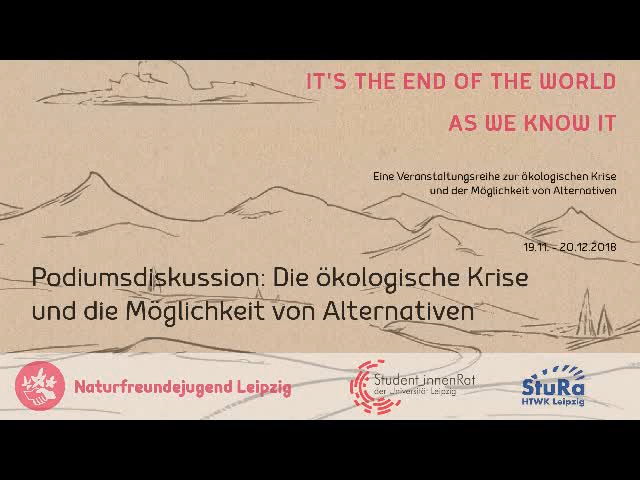 IT'S THE END OF THE WORLD
AS WE KNOW IT
Eine Veranstaltungsreihe zur ökologischen Krise
und der Möglichkeit von Alternativen
19.11. - 20.12.2018
Podiumsdiskussion: Die ökologische Krise
und die Möglichkeit von Alternativen
Naturfreundejugend Leipzig
Student_innenRat
der Universität Leipzig
StuRa
HTWK Leipzig